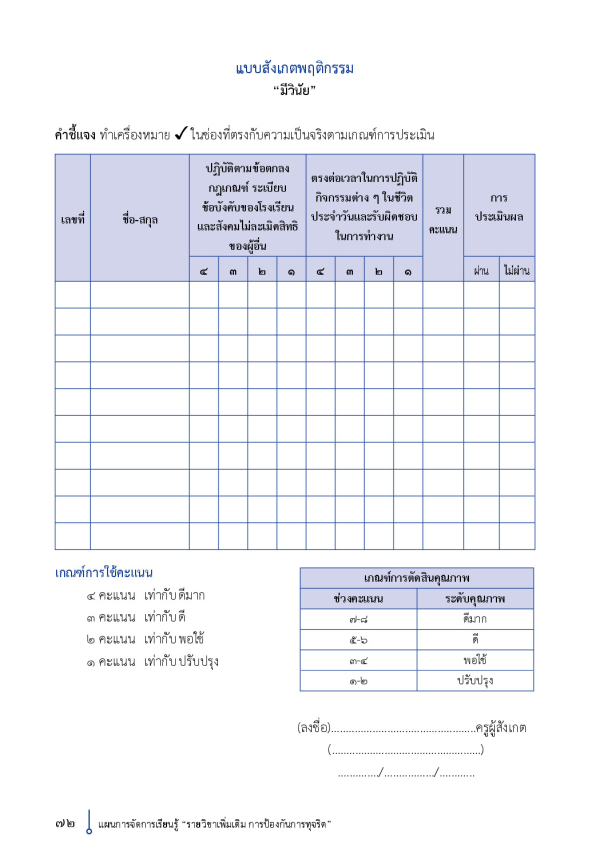 แบบสังเกตพฤติกรรม
“มีวินัย”
คำชี้แจง ทำเครื่องหมาย ✓ ในช่องที่ตรงกับความเป็นจริงตามเกณฑ์การประเมิน
เลขที่
ชื่อ-สกุล
ปฏิบัติตามข้อตกลง
กฎเกณฑ์ ระเบียบ
ข้อบังคับของโรงเรียน
และสังคมไม่ละเมิดสิทธิ
ของผู้อื่น
ตรงต่อเวลาในการปฏิบัติ
กิจกรรมต่าง ๆ ในชีวิต
ประจำวันและรับผิดชอบ
ในการทำงาน
รวม
คะแนน
การ
ประเมินผล
๔ ๓ ๒ ๑ ๔ ๓ ๒ ๑ ผ่าน ไม่ผ่าน
เกณฑ์การใช้คะแนน
๔ คะแนน เท่ากับ ดีมาก
๓ คะแนน เท่ากับ ดี
๒ คะแนน เท่ากับ พอใช้
๑ คะแนน เท่ากับ ปรับปรุง
เกณฑ์การตัดสินคุณภาพ
ช่วงคะแนน ระดับคุณภาพ
๗-๘ ดีมาก
๕-๖ ดี
๓-๔ พอใช้
๑-๒ ปรับปรุง
(ลงชื่อ)................................................ครูผู้สังเกต
(..................................................)
............../................./............
๗๒ แผนการจัดการเรียนรู้ “รายวิชาเพิ่มเติม การป้องกันการทุจริต”